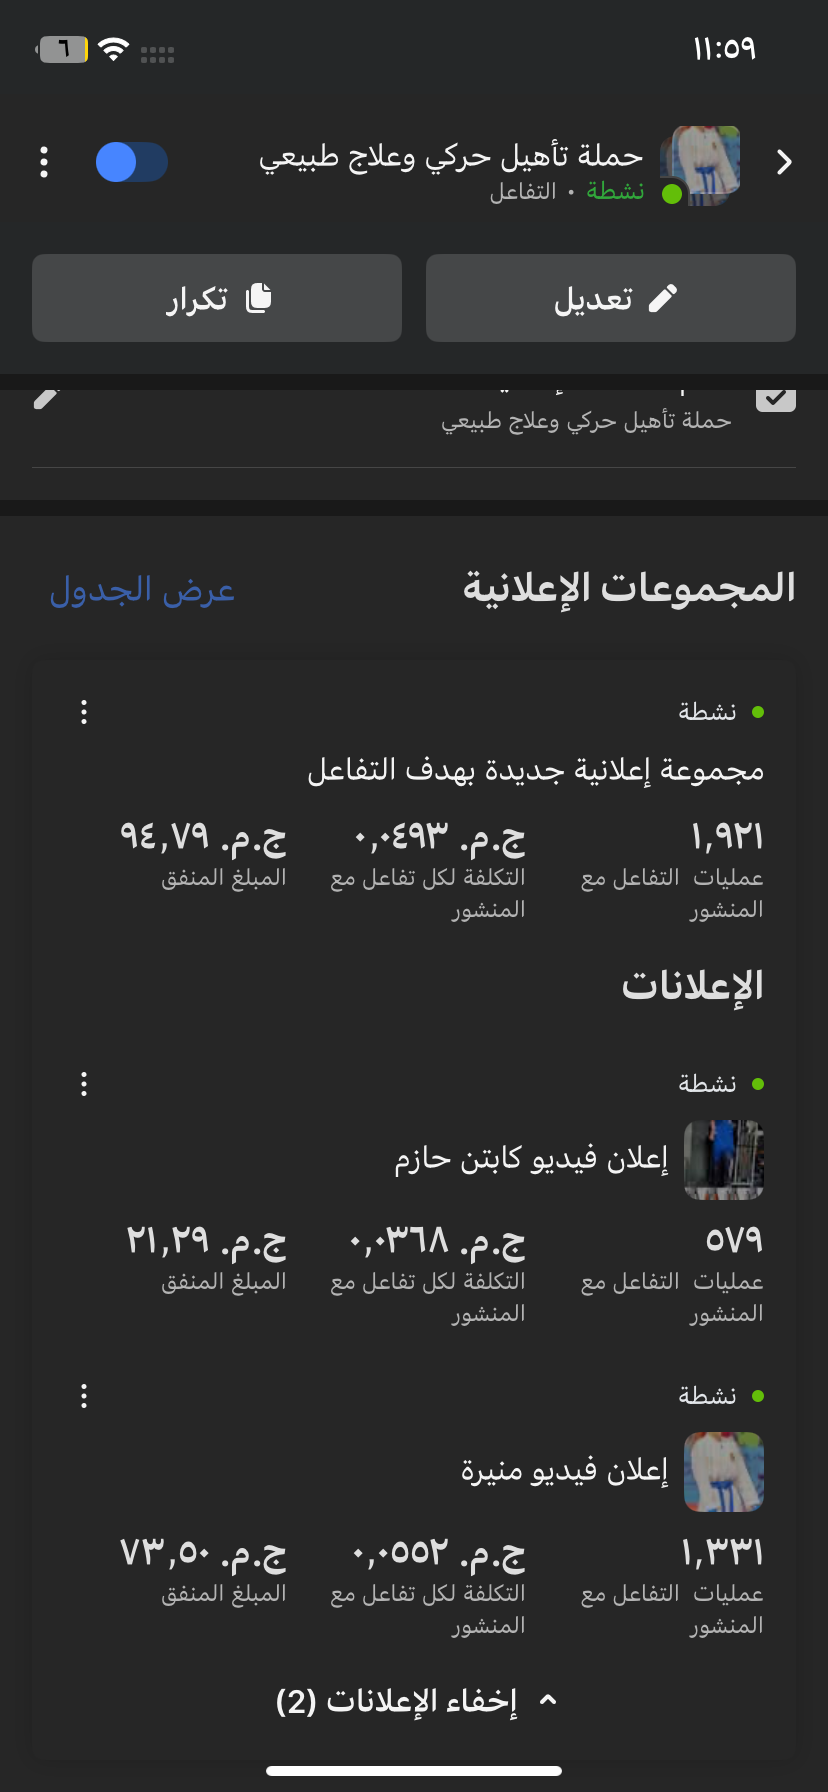 ١١:٥٩
٦
حملة تأهيل حركي وعلاج طبيعي
نشطة • التفاعل
تعديل
تكرار
حملة تأهيل حركي وعلاج طبيعي
المجموعات الإعلانية
عرض الجدول
نشطة
مجموعة إعلانية جديدة بهدف التفاعل
١,٩٢١ ج.م. ٠,٠٤٩٣ ج.م. ٩٤,٧٩
عمليات التفاعل مع التكلفة لكل تفاعل مع المبلغ المنفق
المنشور المنشور
الإعلانات
نشطة
إعلان فيديو كابتن حازم
٥٧٩ ج.م. ٠,٠٣٦٨ ج.م. ٢١,٢٩
عمليات التفاعل مع التكلفة لكل تفاعل مع المبلغ المنفق
المنشور المنشور
نشطة
إعلان فيديو منيرة
١,٣٣١ ج.م. ٠,٠٥٥٢ ج.م. ٧٣,٥٠
عمليات التفاعل مع التكلفة لكل تفاعل مع المبلغ المنفق
المنشور المنشور
إخفاء الإعلانات (2)